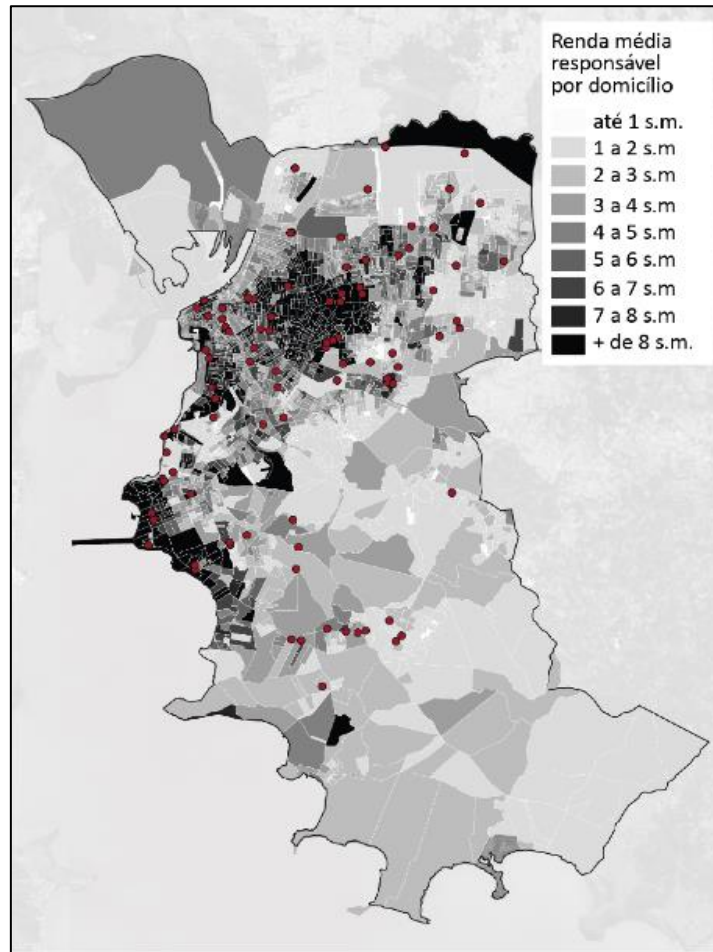 Renda média
responsável
por domicílio
até 1 s.m.
1 a 2 s.m
2 a 3 s.m
3 a 4 s.m
4 a 5 s.m
5 a 6 s.m
6 a 7 s.m
7 a 8 s.m
+ de 8 s.m.